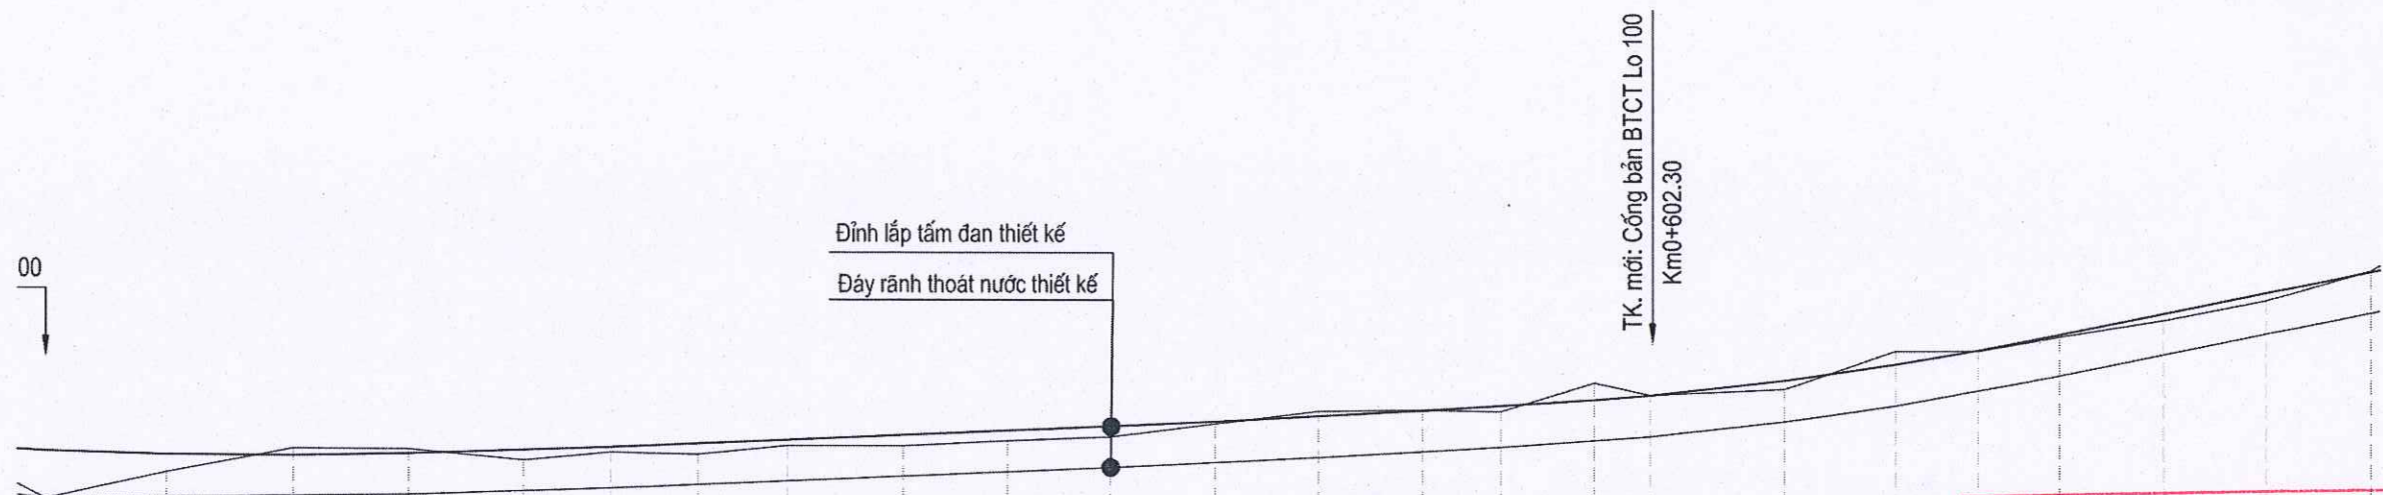 00
Đỉnh lắp tấm đan thiết kế
Đáy rãnh thoát nước thiết kế
TK. mới: Cống bản BTCT Lo 100
Km0+602.30